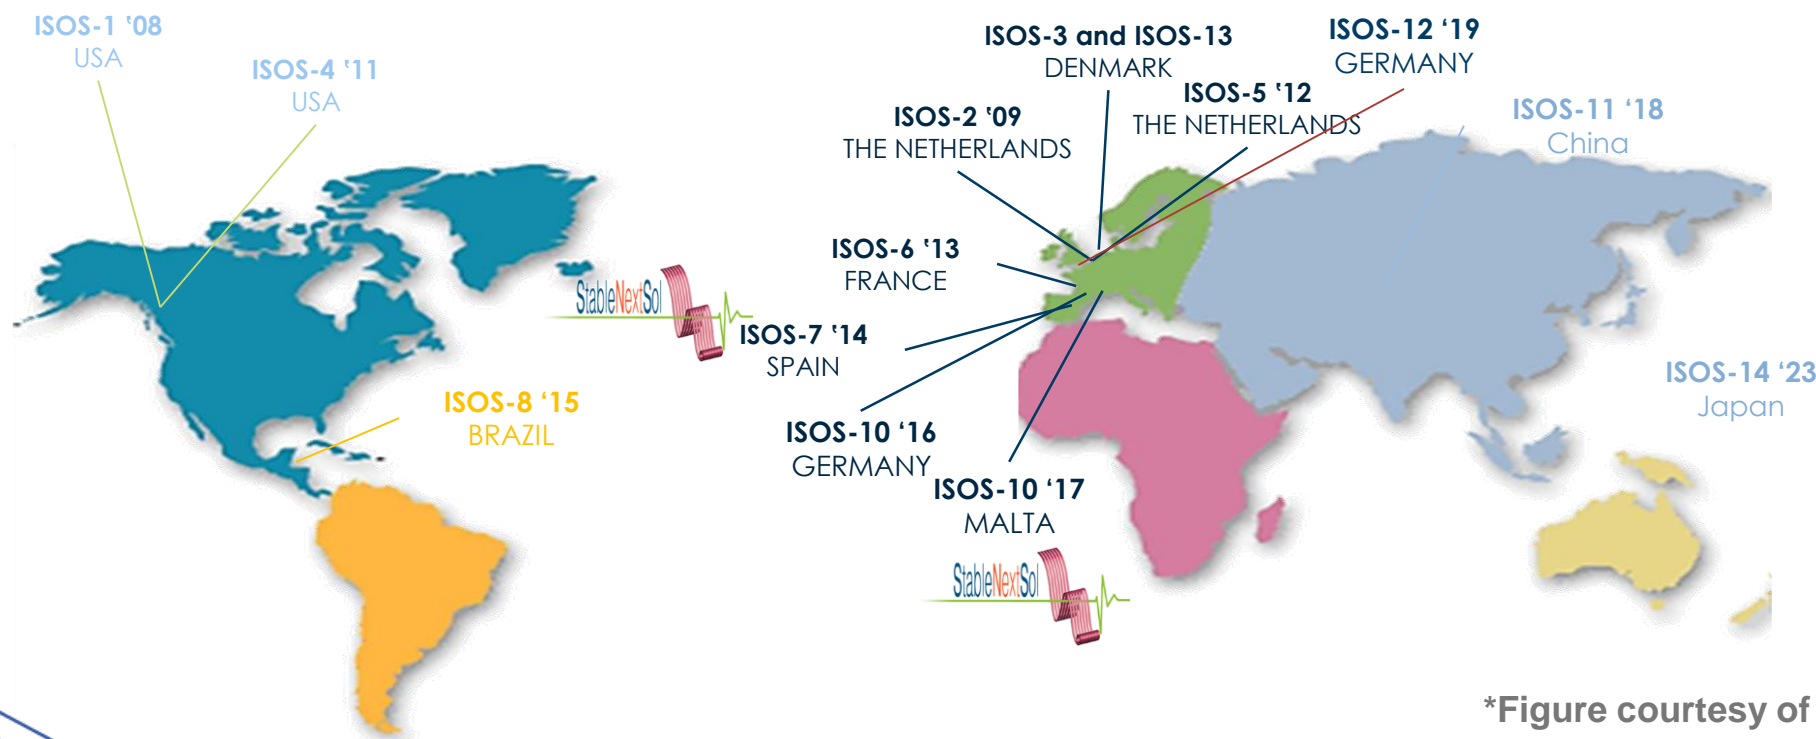 ISOS-1 ‛08
USA
ISOS-4 ‛11
USA
ISOS-3 and ISOS-13
DENMARK
ISOS-12 ‘19
GERMANY
ISOS-2 ‛09
THE NETHERLANDS
ISOS-5 ‛12
THE NETHERLANDS
ISOS-11 ‘18
China
ISOS-6 ‛13
FRANCE
StableNextSol
ISOS-7 ‛14
SPAIN
ISOS-8 ‘15
BRAZIL
ISOS-14 ‘23
Japan
ISOS-10 ‘16
GERMANY
ISOS-10 ‘17
MALTA
StableNextSol
*Figure courtesy of